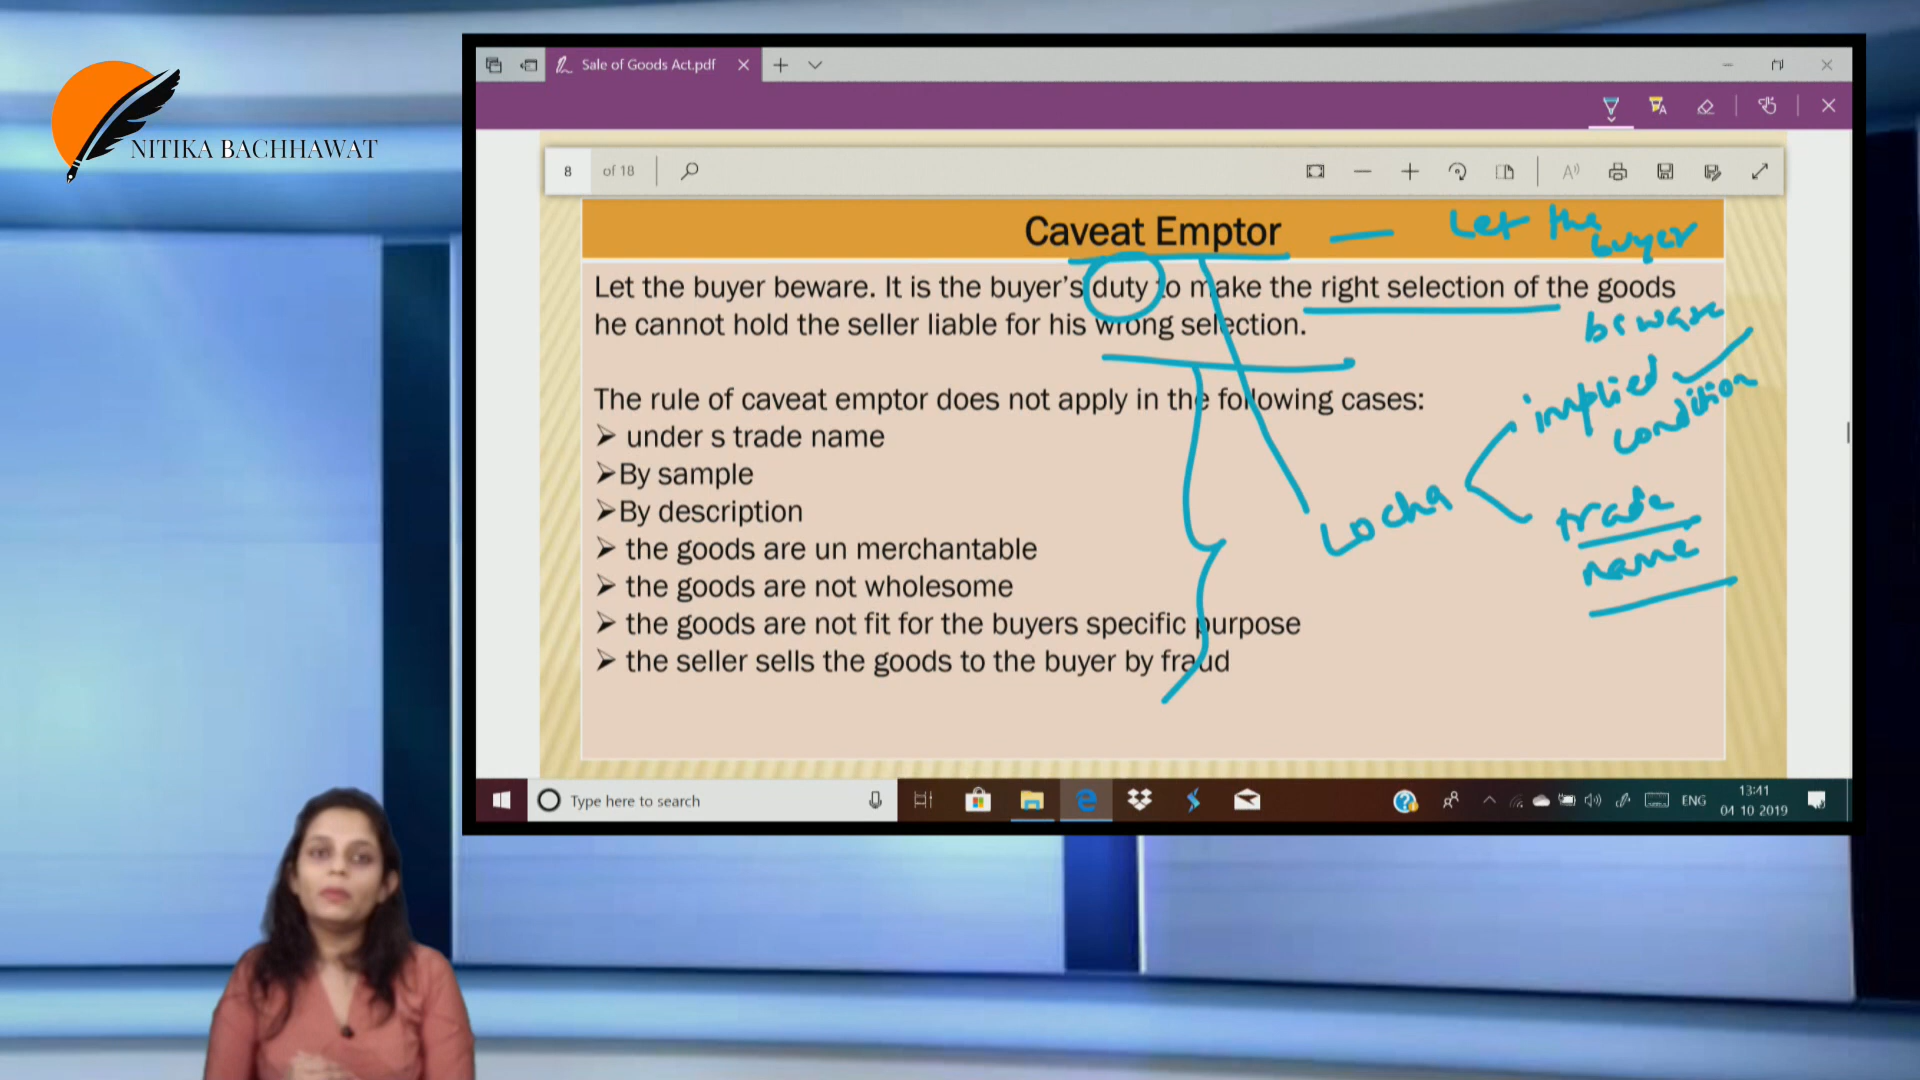 NITIKA BACHHAWAT
Sale of Goods Act.pdf
8 of 18
Caveat Emptor
Let the buyer
beware
Let the buyer beware. It is the buyer's duty to make the right selection of the goods
he cannot hold the seller liable for his wrong selection.
The rule of caveat emptor does not apply in the following cases:
➢ under s trade name
➢By sample
➢By description
➢ the goods are un merchantable
➢ the goods are not wholesome
➢ the goods are not fit for the buyers specific purpose
➢ the seller sells the goods to the buyer by fraud
Locha
implied
condition
trade
name
Type here to search
ENG
13:41
04 10 2019